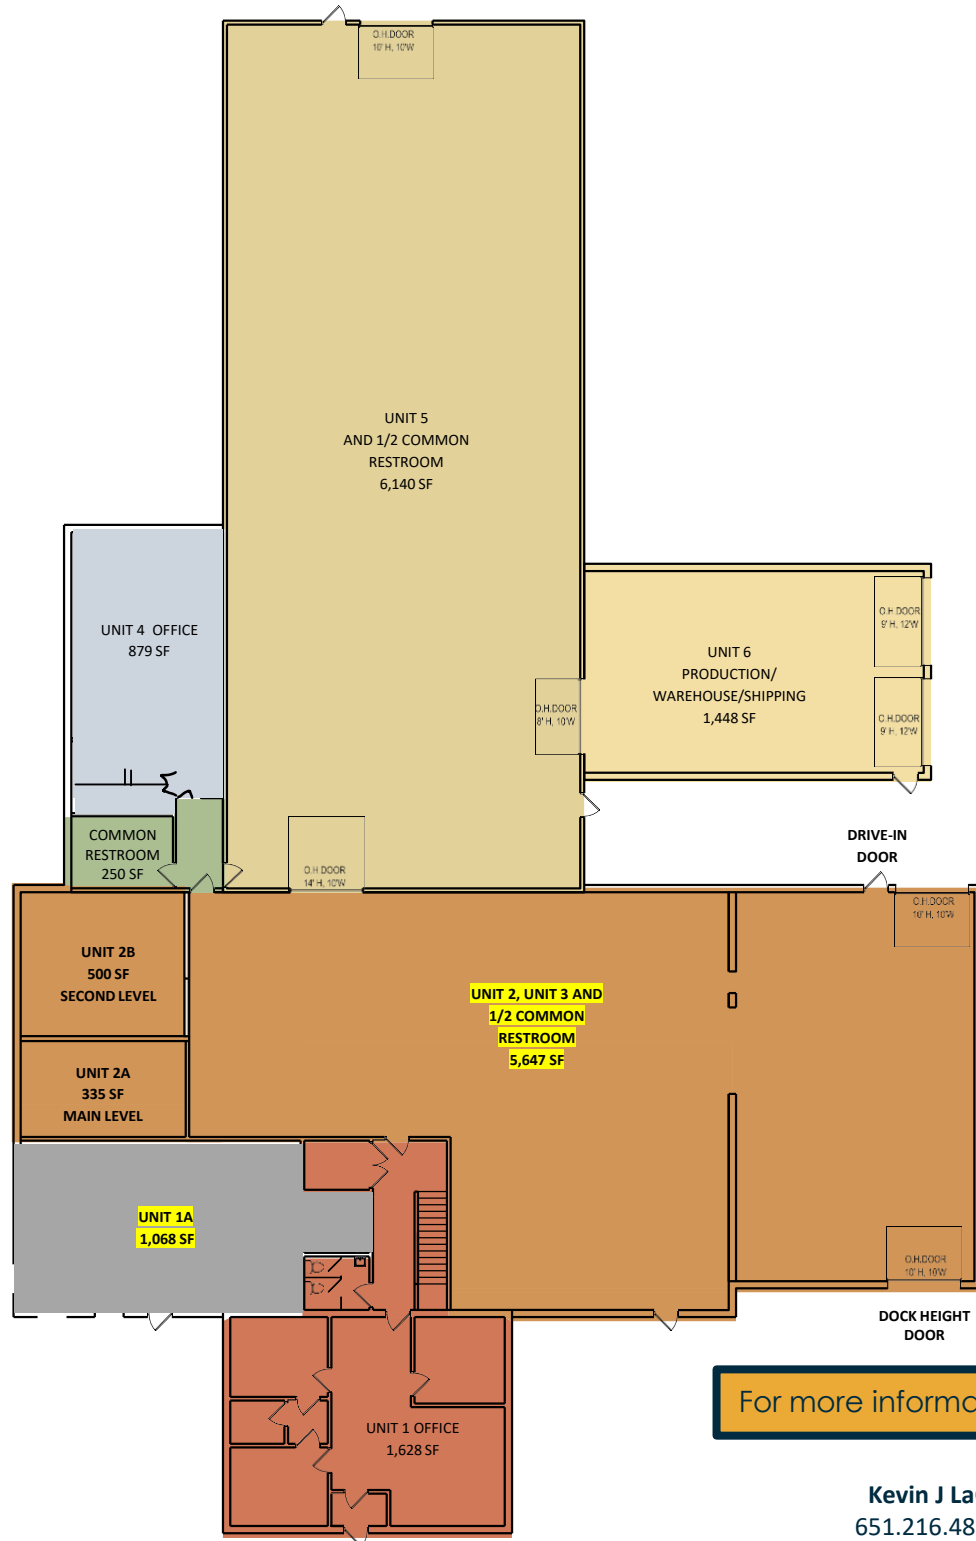 O.H.DOOR
10' H, 10'W
UNIT 5
AND 1/2 COMMON
RESTROOM
6,140 SF
UNIT 4 OFFICE
879 SF
O.H.DOOR
9' H, 12'W
UNIT 6
PRODUCTION/
WAREHOUSE/SHIPPING
1,448 SF
O.H.DOOR
8' H, 10'W
O.H.DOOR
9' H, 12'W
COMMON
RESTROOM
250 SF
DRIVE-IN
DOOR
O.H.DOOR
14' H, 10'W
O.H.DOOR
10' H, 10'W
UNIT 2B
500 SF
SECOND LEVEL
UNIT 2, UNIT 3 AND
1/2 COMMON
RESTROOM
5,647 SF
UNIT 2A
335 SF
MAIN LEVEL
UNIT 1A
1,068 SF
O.H.DOOR
10' H, 10'W
DOCK HEIGHT
DOOR
For more informa
UNIT 1 OFFICE
1,628 SF
Kevin J La
651.216.48